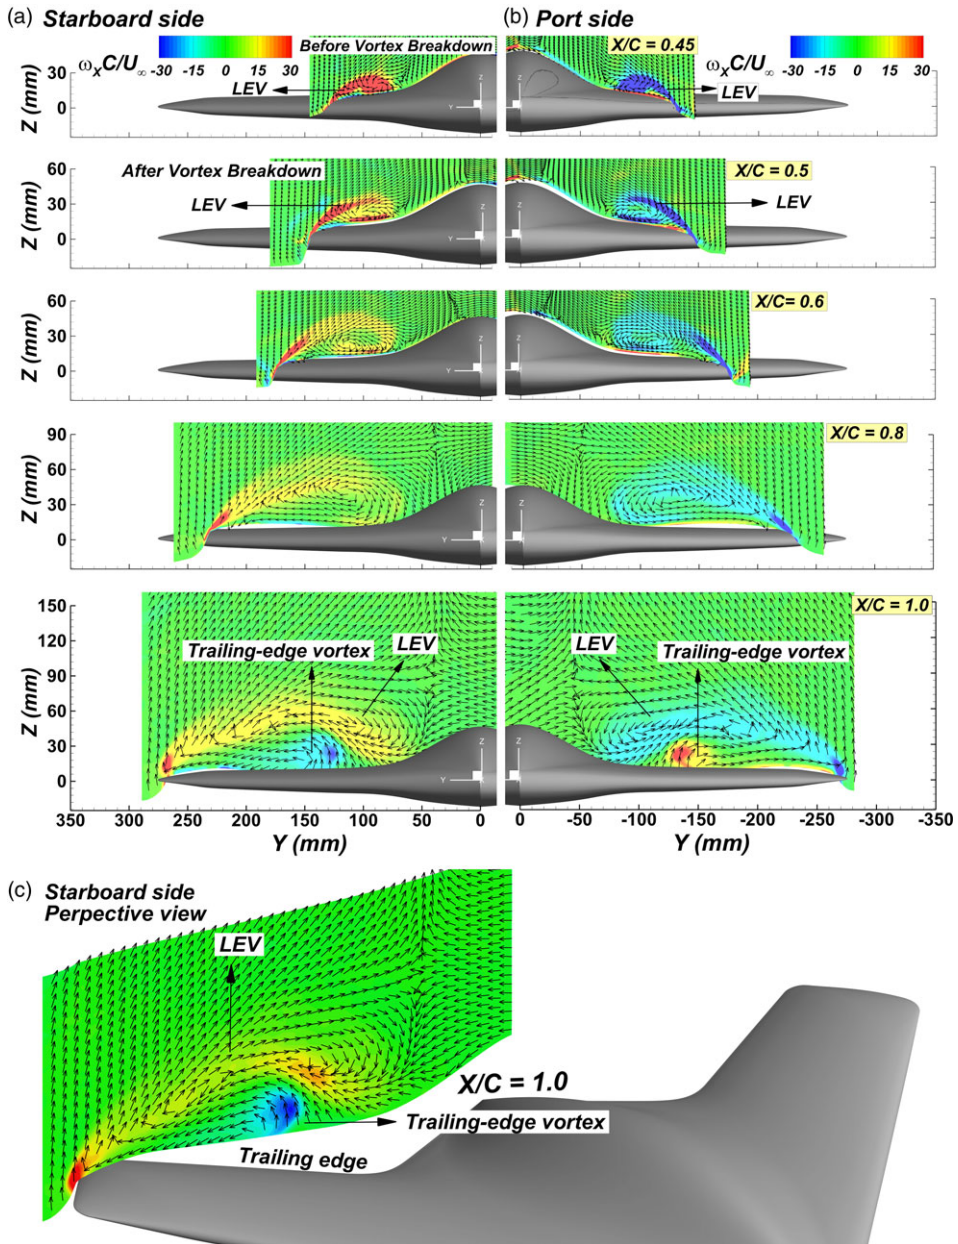 (a) Starboard side
(b) Port side
ωₓC/U∞
-30 -15 0 15 30
Before Vortex Breakdown
X/C = 0.45
-30 -15 0 15 30
ωₓC/U∞
Z (mm)
30
0
LEV
LEV
Z
Y
60
After Vortex Breakdown
X/C = 0.5
Z (mm)
30
0
LEV
LEV
Z
Y
60
X/C= 0.6
Z (mm)
30
0
Z
Y
90
X/C = 0.8
Z (mm)
60
30
0
Z
Y
150
X/C = 1.0
Z (mm)
120
90
60
30
0
Trailing-edge vortex
LEV
LEV
Trailing-edge vortex
Z
Y
350 300 250 200 150 100 50 0
0 -50 -100 -150 -200 -250 -300 -350
Y (mm)
Y (mm)
(c) Starboard side
Perpective view
LEV
X/C = 1.0
Trailing-edge vortex
Trailing edge